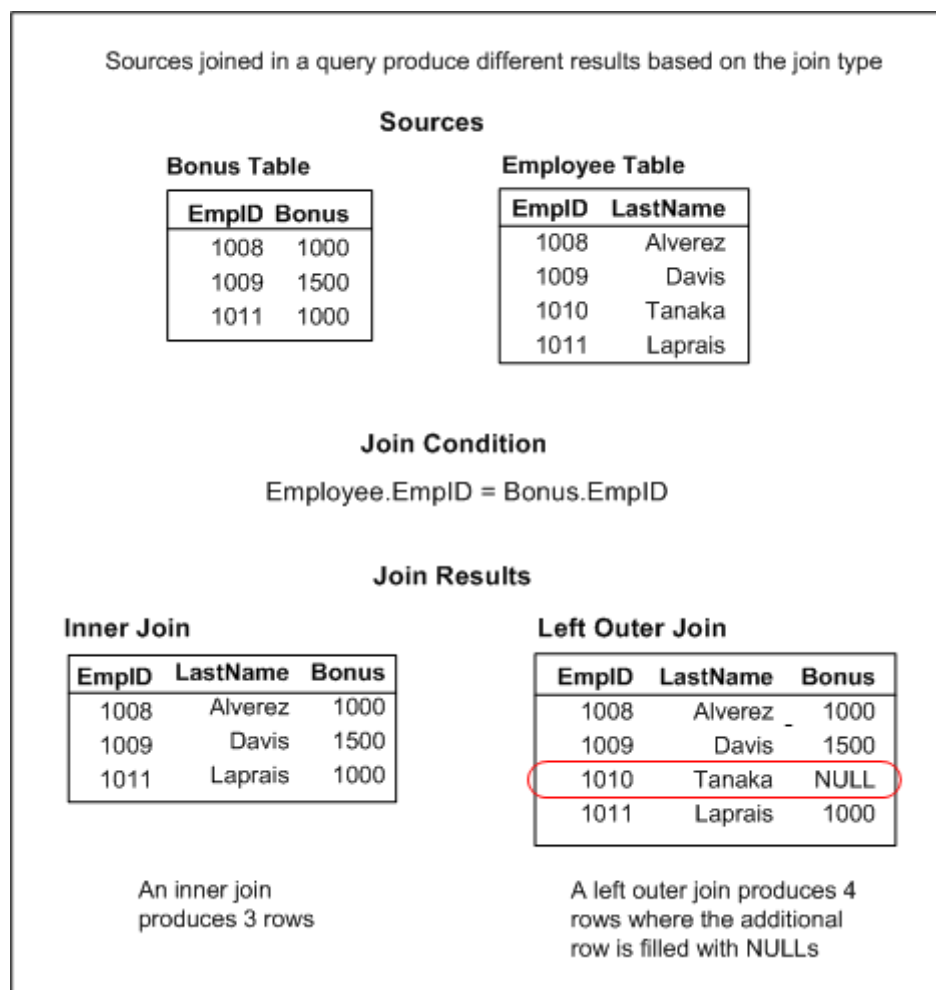 Sources joined in a query produce different results based on the join type
Sources
Bonus Table
EmpID Bonus
1008 1000
1009 1500
1011 1000
Employee Table
EmpID LastName
1008 Alverez
1009 Davis
1010 Tanaka
1011 Laprais
Join Condition
Employee.EmpID = Bonus.EmpID
Join Results
Inner Join
EmpID LastName Bonus
1008 Alverez 1000
1009 Davis 1500
1011 Laprais 1000
An inner join
produces 3 rows
Left Outer Join
EmpID LastName Bonus
1008 Alverez - 1000
1009 Davis 1500
1010 Tanaka NULL
1011 Laprais 1000
A left outer join produces 4
rows where the additional
row is filled with NULLs